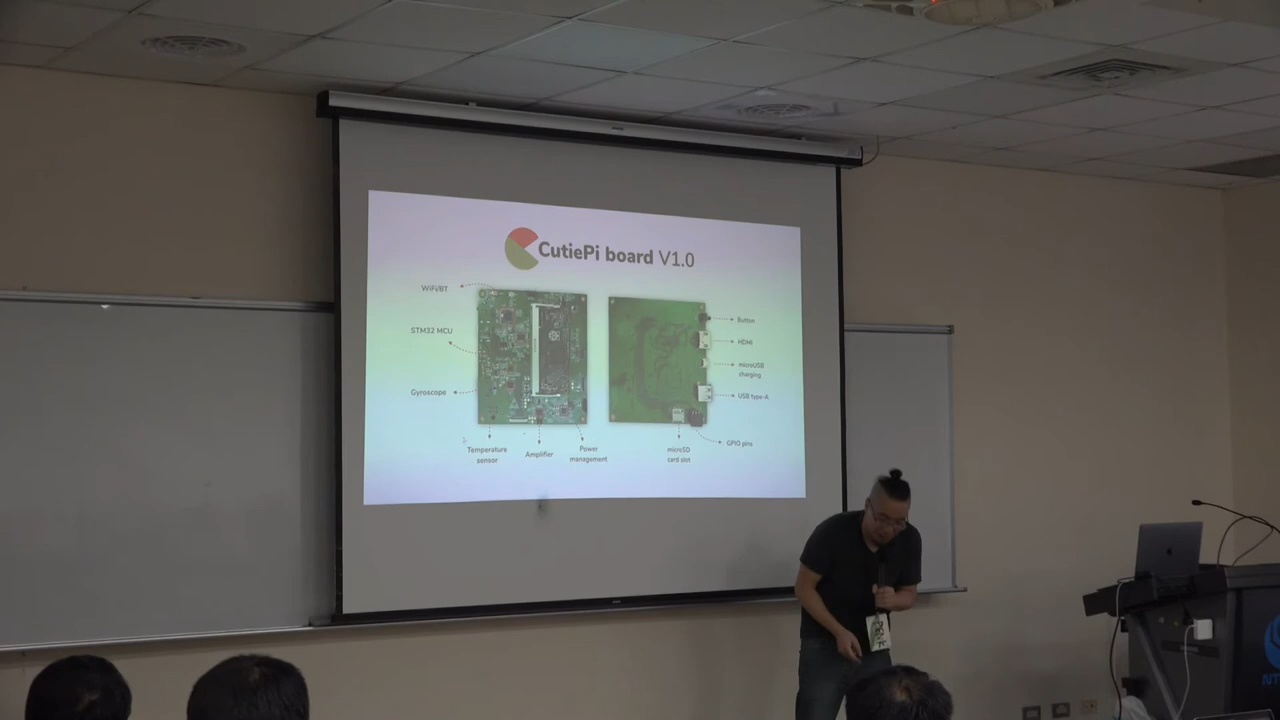 CutiePi board V1.0
WiFi/BT
STM32 MCU
Gyroscope
Temperature
sensor
Amplifier
Power
management
Button
HDMI
microUSB
charging
USB type-A
GPIO pins
microSD
card slot